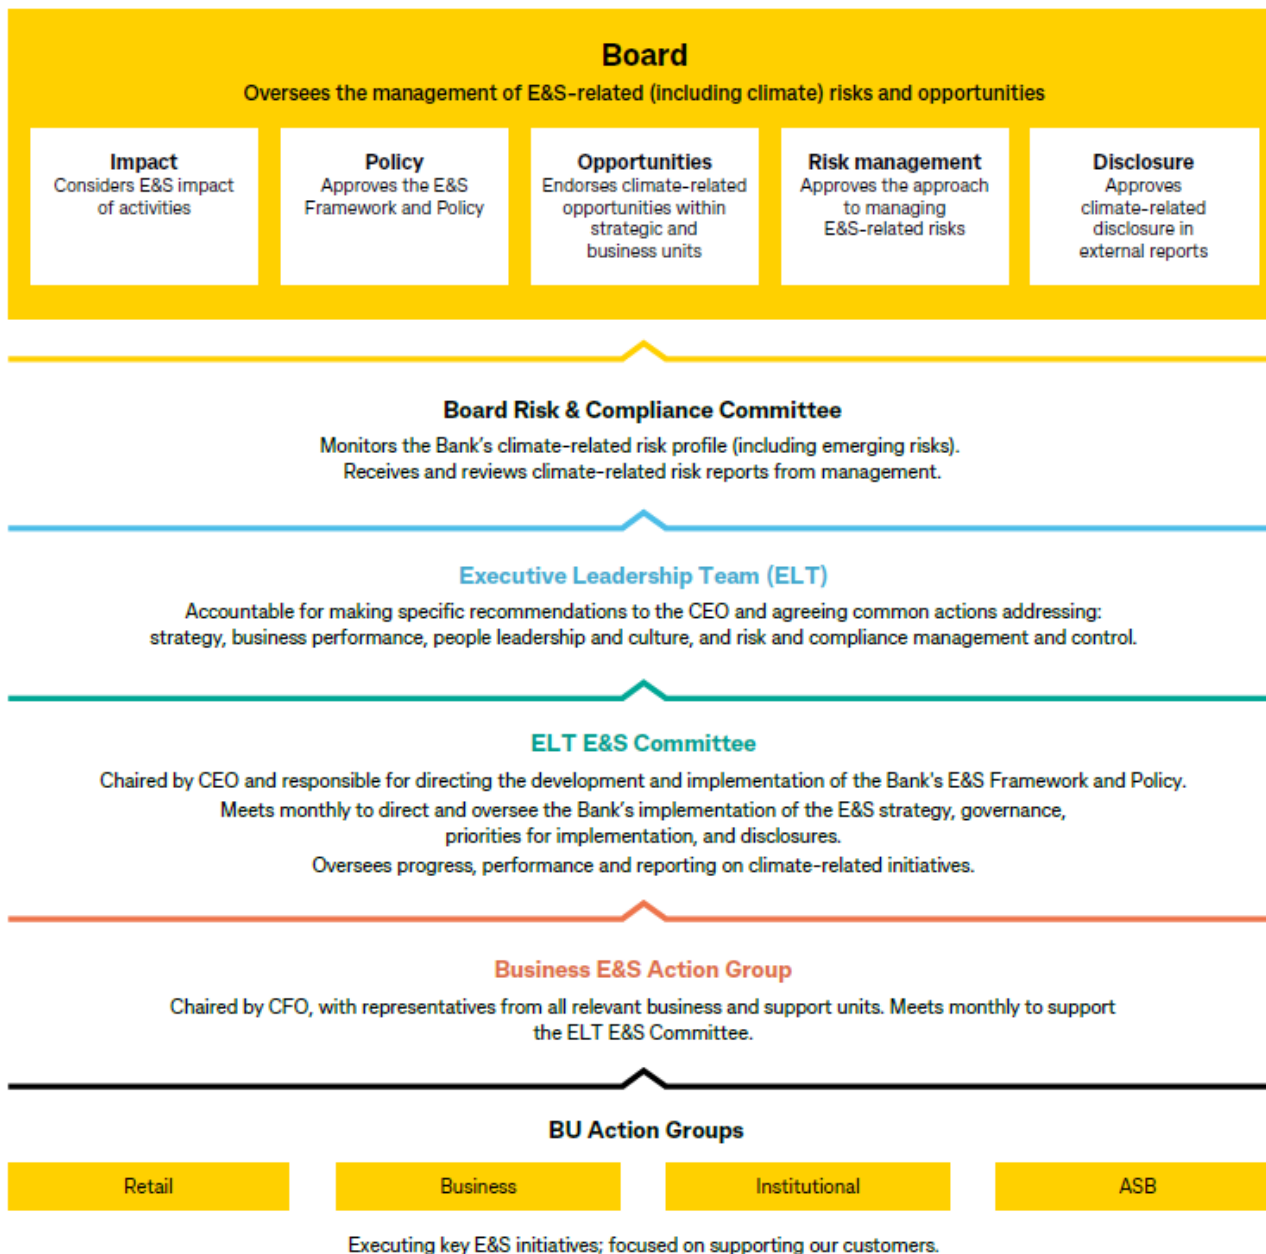 Board
Oversees the management of E&S-related (including climate) risks and opportunities
Impact
Considers E&S impact
of activities
Policy
Approves the E&S
Framework and Policy
Opportunities
Endorses climate-related
opportunities within
strategic and
business units
Risk management
Approves the approach
to managing
E&S-related risks
Disclosure
Approves
climate-related
disclosure in
external reports
Board Risk & Compliance Committee
Monitors the Bank's climate-related risk profile (including emerging risks).
Receives and reviews climate-related risk reports from management.
Executive Leadership Team (ELT)
Accountable for making specific recommendations to the CEO and agreeing common actions addressing:
strategy, business performance, people leadership and culture, and risk and compliance management and control.
ELT E&S Committee
Chaired by CEO and responsible for directing the development and implementation of the Bank's E&S Framework and Policy.
Meets monthly to direct and oversee the Bank's implementation of the E&S strategy, governance,
priorities for implementation, and disclosures.
Oversees progress, performance and reporting on climate-related initiatives.
Business E&S Action Group
Chaired by CFO, with representatives from all relevant business and support units. Meets monthly to support
the ELT E&S Committee.
BU Action Groups
Retail
Business
Institutional
ASB
Executing key E&S initiatives; focused on supporting our customers.